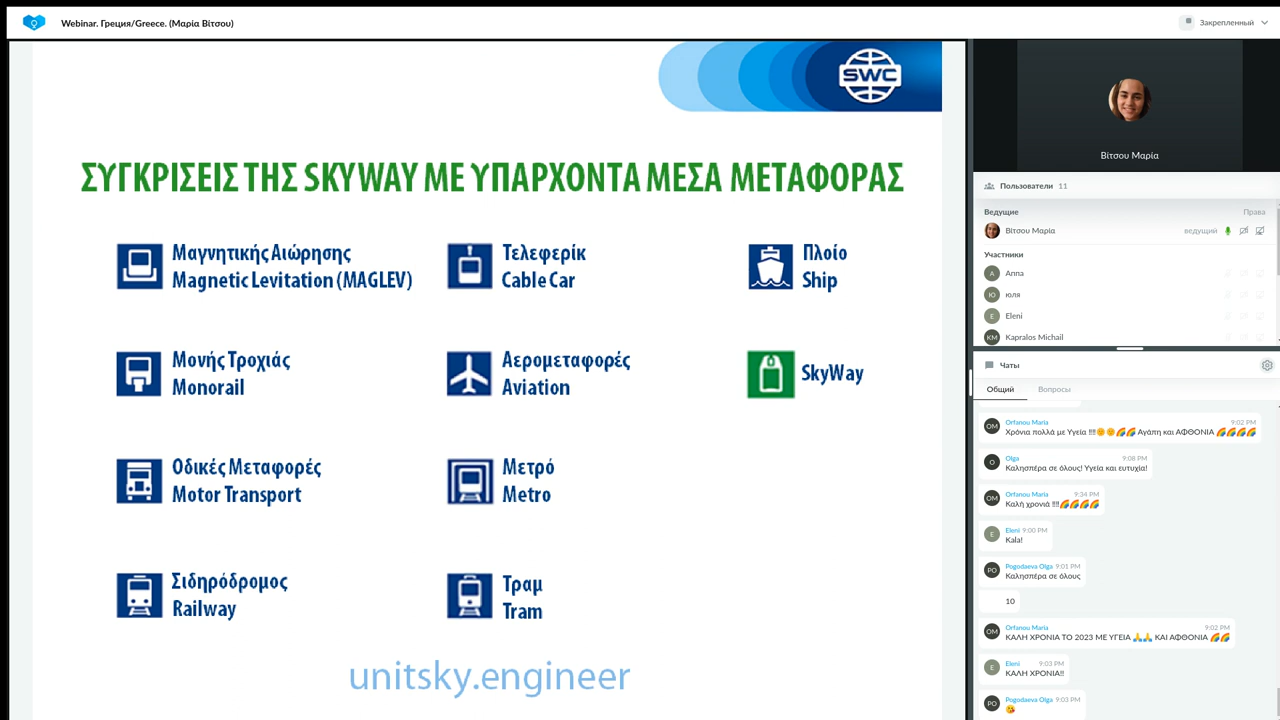 Webinar. Греция/Greece. (Μαρία Βίτσου)
Закрепленный
SWC
ΣΥΓΚΡΙΣΕΙΣ ΤΗΣ SKYWAY ΜΕ ΥΠΑΡΧΟΝΤΑ ΜΕΣΑ ΜΕΤΑΦΟΡΑΣ
Μαγνητικής Αιώρησης
Magnetic Levitation (MAGLEV)
Τελεφερίκ
Cable Car
Πλοίο
Ship
Μονής Τροχιάς
Monorail
Αερομεταφορές
Aviation
SkyWay
Οδικές Μεταφορές
Motor Transport
Μετρό
Metro
Σιδηρόδρομος
Railway
Τραμ
Tram
unitsky.engineer
Βίτσου Μαρία
Пользователи 11
Ведущие Права
Βίτσου Μαρία ведущий
Участники
A Anna
Ю юля
E Eleni
KM Kapralos Michail
Чаты
Общий Вопросы
OM Orfanou Maria 9:02 PM
Χρόνια πολλά με Υγεία !!!! Αγάπη και ΑΦΘΟΝΙΑ
O Olga 9:08 PM
Καλησπέρα σε όλους! Υγεία και ευτυχία!
OM Orfanou Maria 9:34 PM
Καλή χρονιά !!!!
E Eleni 9:00 PM
Kala!
PO Pogodaeva Olga 9:01 PM
Καλησπέρα σε όλους
10
OM Orfanou Maria 9:02 PM
ΚΑΛΗ ΧΡΟΝΙΑ ΤΟ 2023 ΜΕ ΥΓΕΙΑ 🙏🙏 ΚΑΙ ΑΦΘΟΝΙΑ 🌈🌈
E Eleni 9:03 PM
ΚΑΛΗ ΧΡΟΝΙΑ!!
PO Pogodaeva Olga 9:03 PM
😘